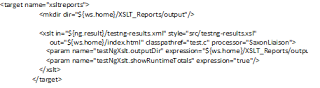 <target name="xsltreports">
<mkdir dir="${ws.home}/XSLT_Reports/output"/>
<xslt in="${ng.result}/testng-results.xml" style="src/testng-results.xsl"
out="${ws.home}/index.html" classpathref="test.c" processor="SaxonLiaison">
<param name="testNgXslt.outputDir" expression="${ws.home}/XSLT_Reports/output
<param name="testNgXslt.showRuntimeTotals" expression="true"/>
</xslt>
</target>